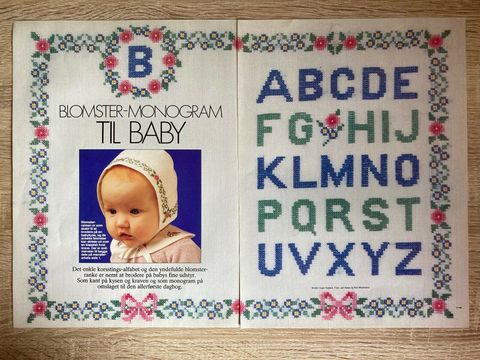 B
BLOMSTER-MONOGRAM
TIL BABY
Det enkle korsstings-alfabet og den yndefulde blomster-
ranke er nemt at brodere på babys fine udstyr.
Som kant på kysen og kraven og som monogram på
omslaget til den allerførste dagbog.
ABCDE
FG HIJ
KLMNO
PQRST
UVXYZ